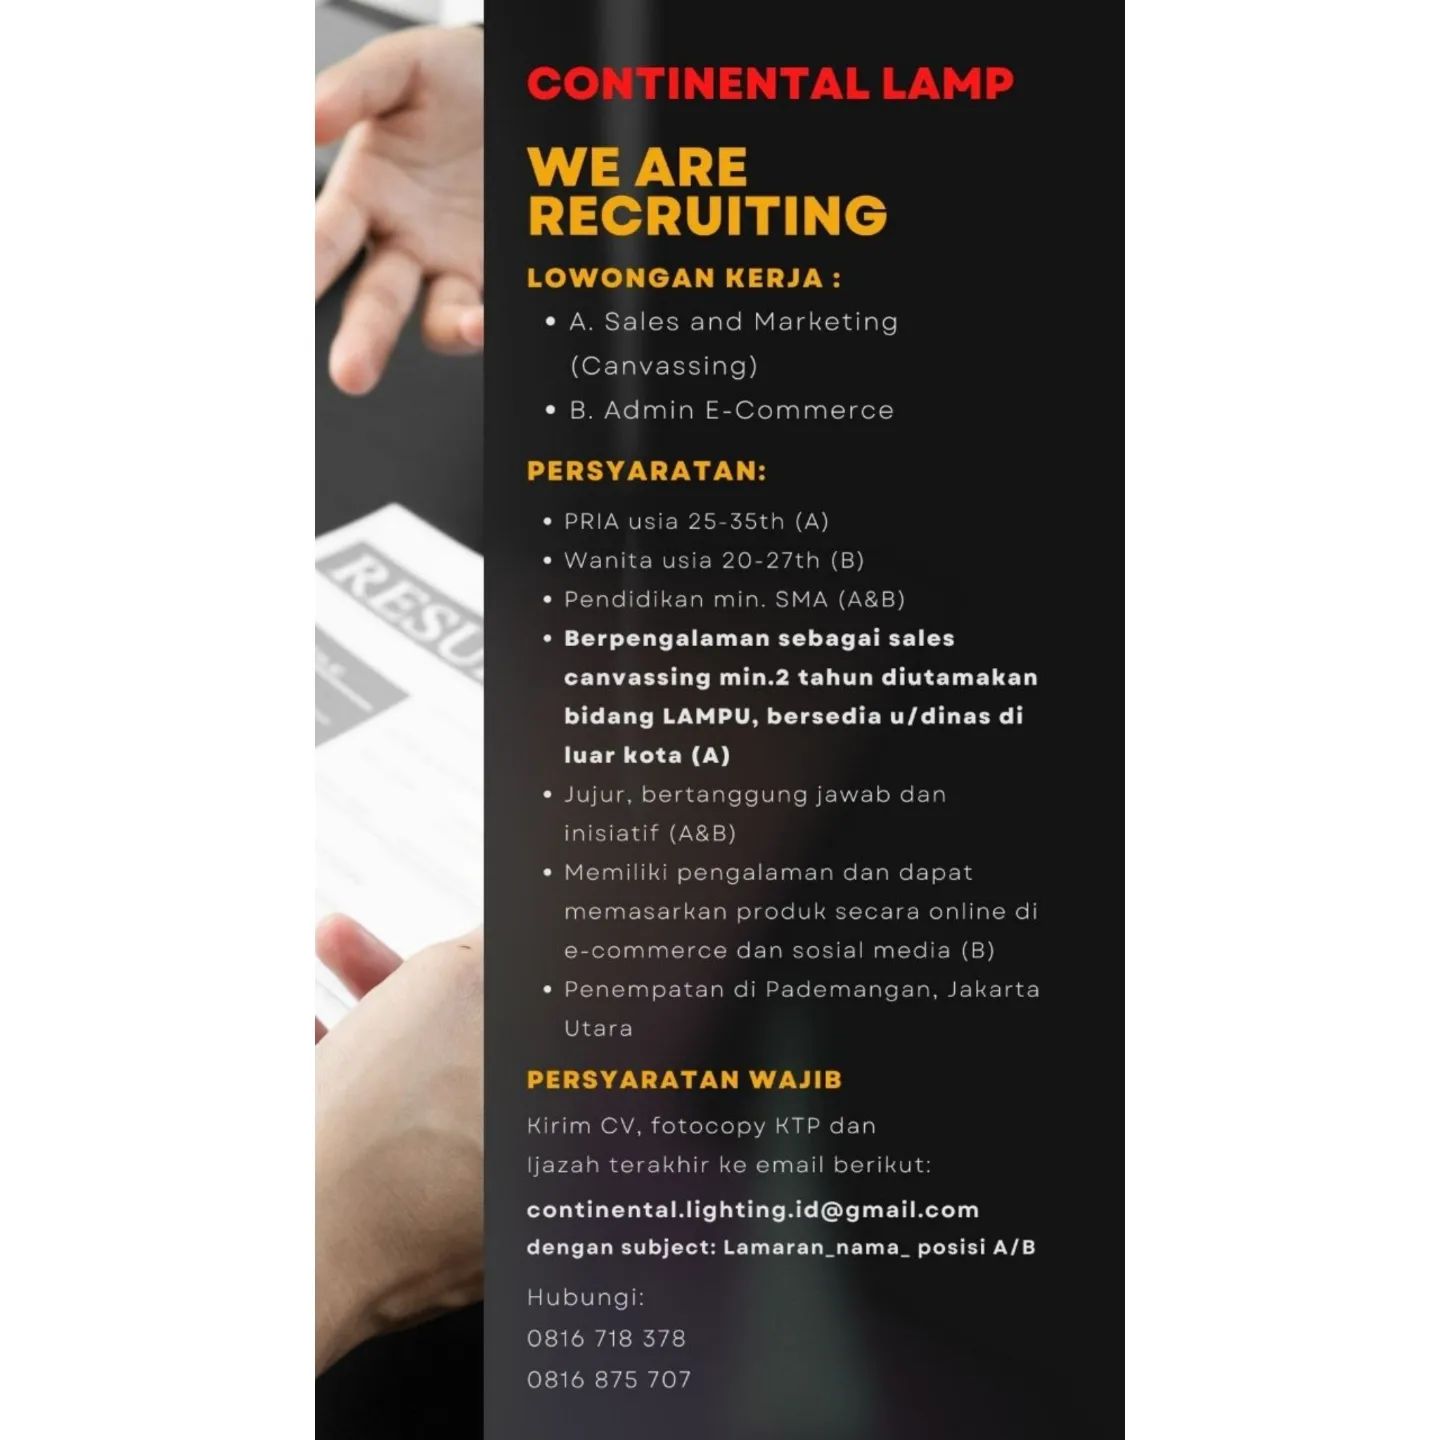 CONTINENTAL LAMP
WE ARE
RECRUITING
LOWONGAN KERJA :
• A. Sales and Marketing
(Canvassing)
• B. Admin E-Commerce
PERSYARATAN:
• PRIA usia 25-35th (A)
• Wanita usia 20-27th (B)
• Pendidikan min. SMA (A&B)
• Berpengalaman sebagai sales
canvassing min.2 tahun diutamakan
bidang LAMPU, bersedia u/dinas di
luar kota (A)
• Jujur, bertanggung jawab dan
inisiatif (A&B)
• Memiliki pengalaman dan dapat
memasarkan produk secara online di
e-commerce dan sosial media (B)
• Penempatan di Pademangan, Jakarta
Utara
PERSYARATAN WAJIB
Kirim CV, fotocopy KTP dan
Ijazah terakhir ke email berikut:
continental.lighting.id@gmail.com
dengan subject: Lamaran_nama_ posisi A/B
Hubungi:
0816 718 378
0816 875 707